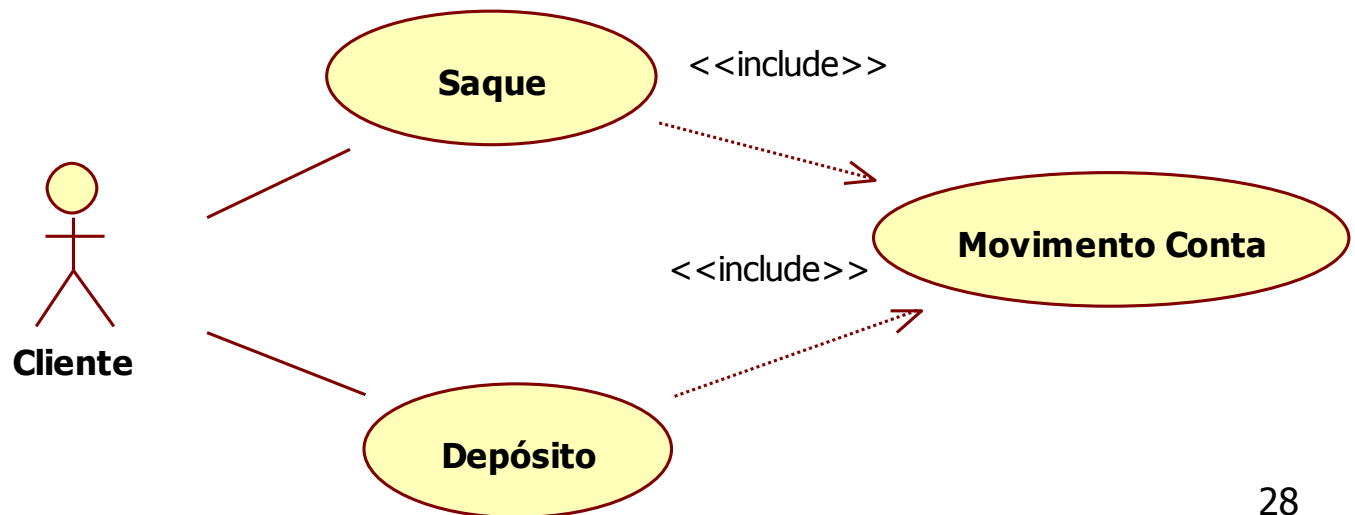 Saque
<<include>>
Movimento Conta
<<include>>
Cliente
Depósito
28